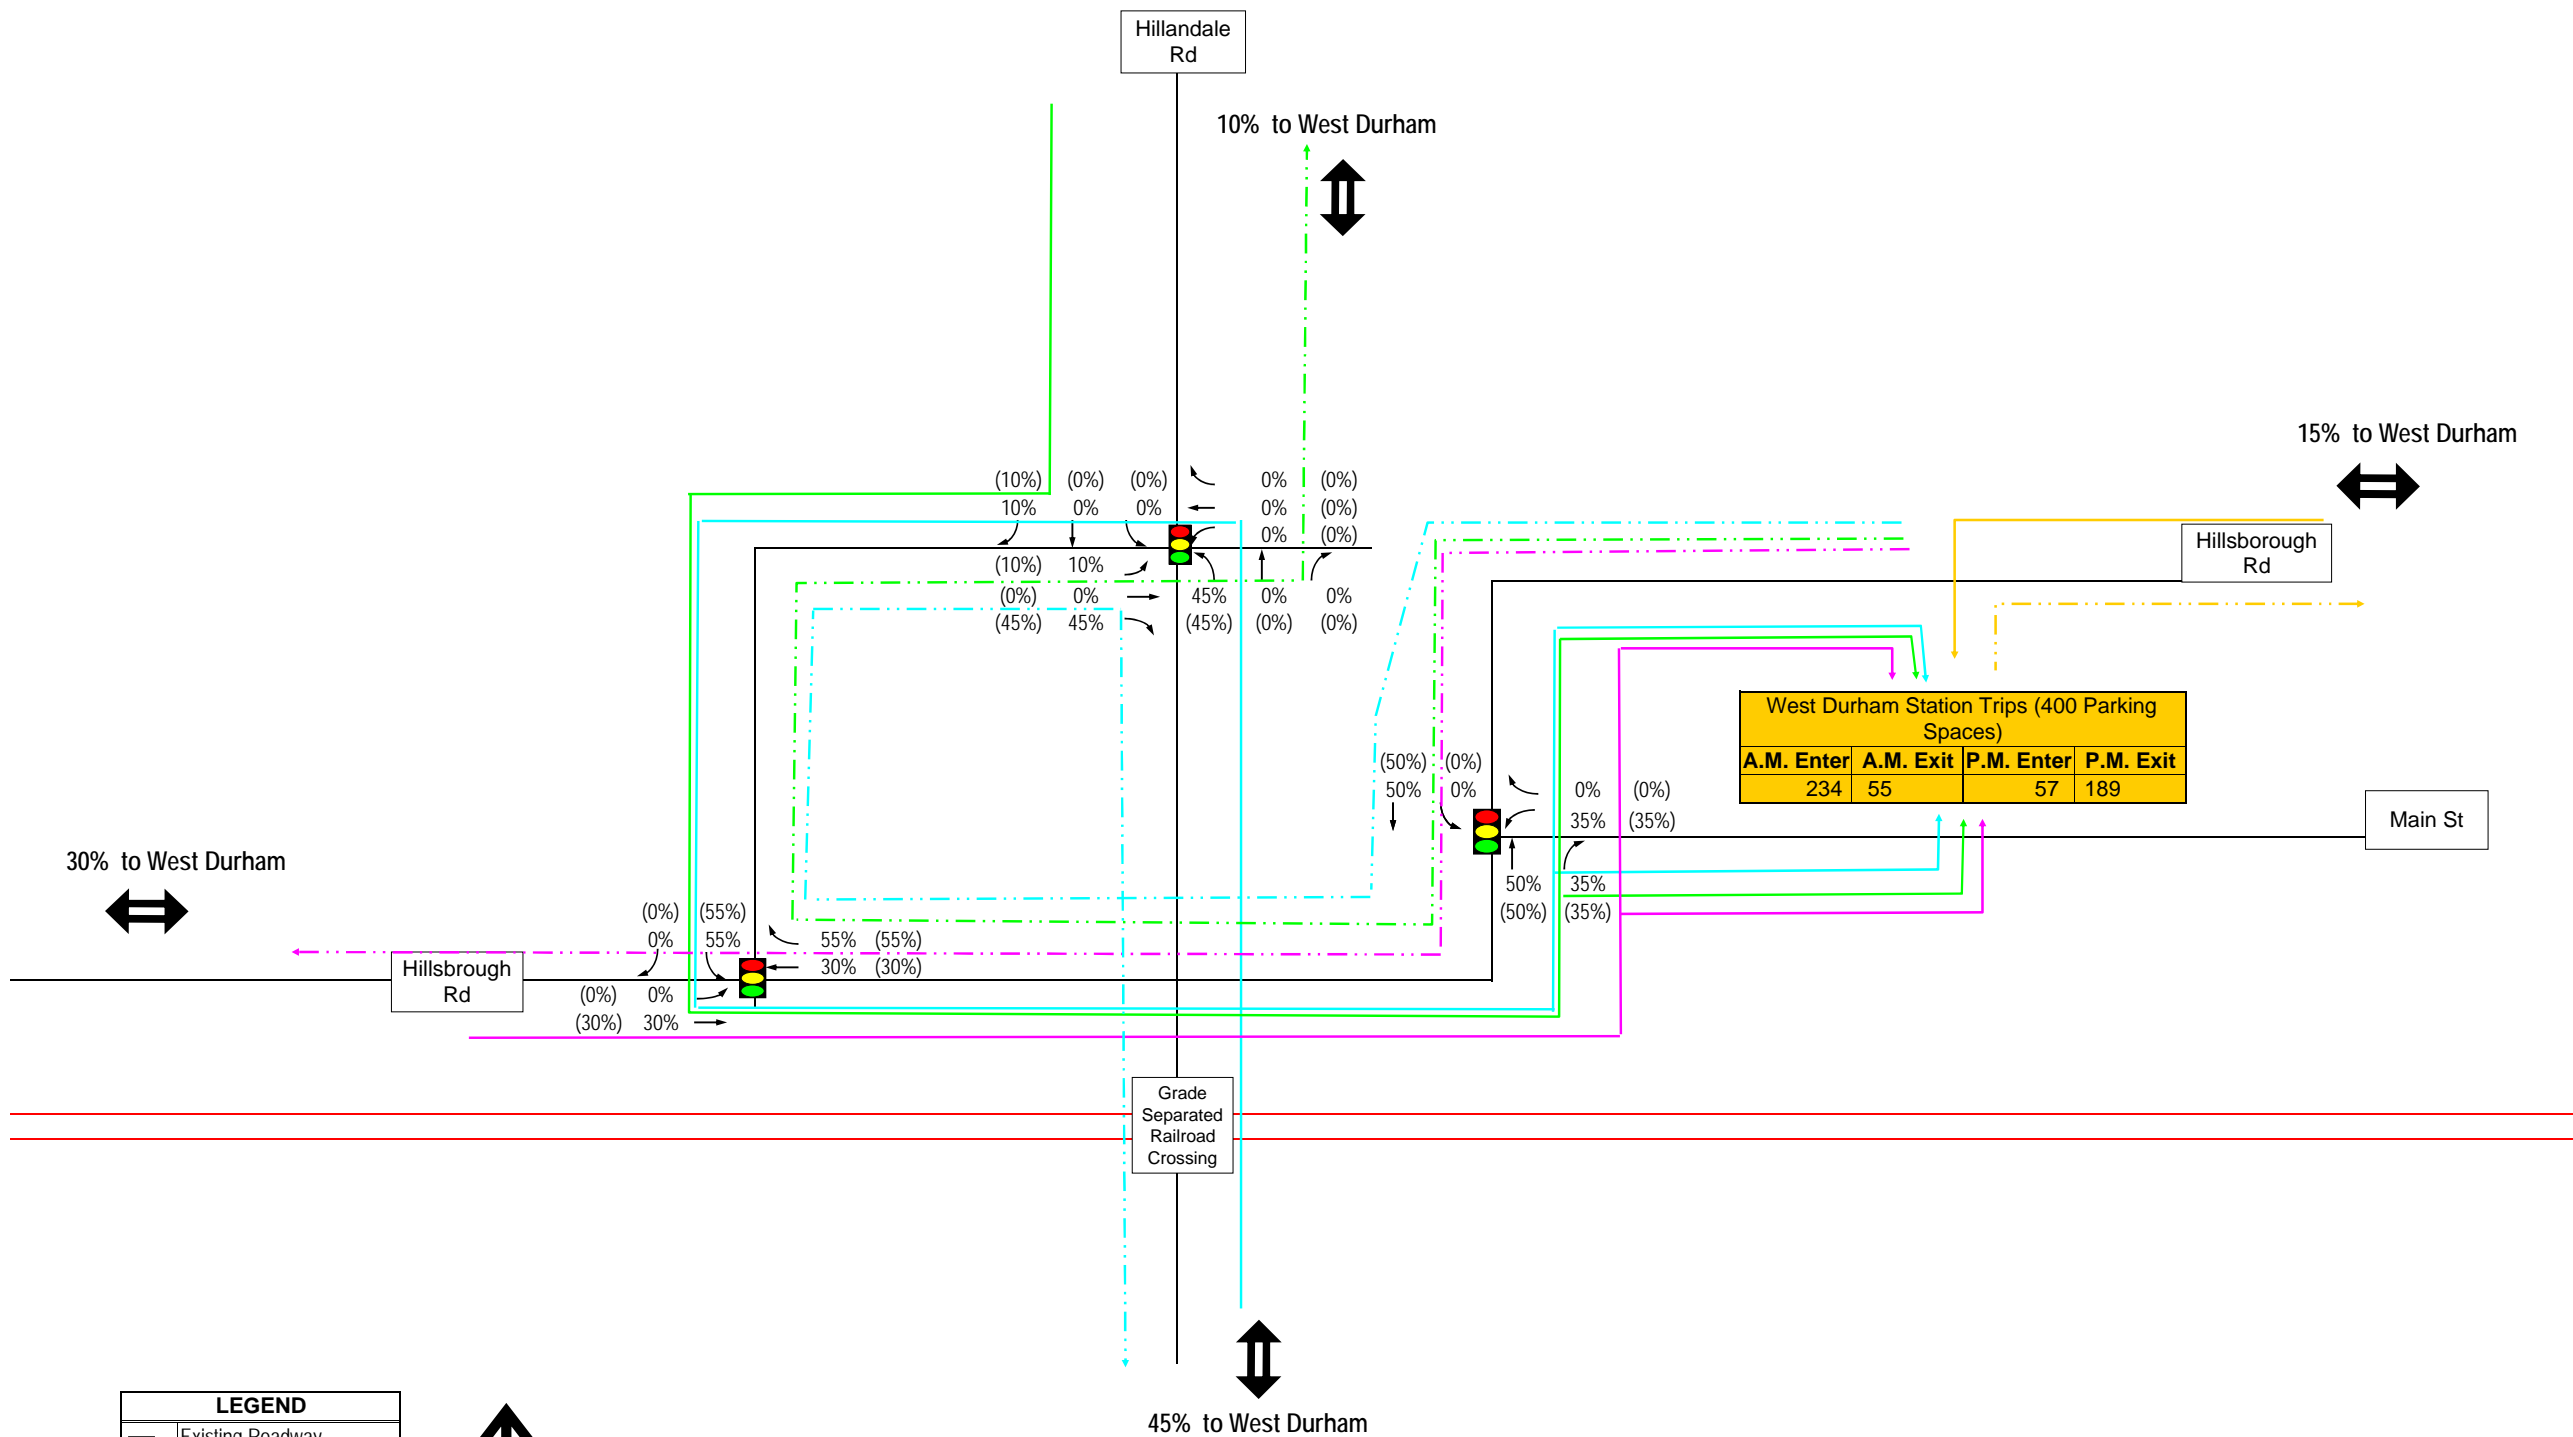 Hillandale
Rd
10% to West Durham
15% to West Durham
(10%) (0%) (0%) 0% (0%)
10% 0% 0% 0% (0%)
0% (0%)
Hillsborough
Rd
(10%) 10%
(0%) 0% 45% 0% 0%
(45%) 45% (45%) (0%) (0%)
West Durham Station Trips (400 Parking
Spaces)
A.M. Enter A.M. Exit P.M. Enter P.M. Exit
234 55 57 189
(50%) (0%)
50% 0% 0% (0%)
35% (35%)
Main St
30% to West Durham
50% 35%
(50%) (35%)
(0%) (55%)
0% 55% 55% (55%)
30% (30%)
Hillsbrough
Rd
(0%) 0%
(30%) 30%
Grade
Separated
Railroad
Crossing
45% to West Durham
LEGEND
Existing Roadway